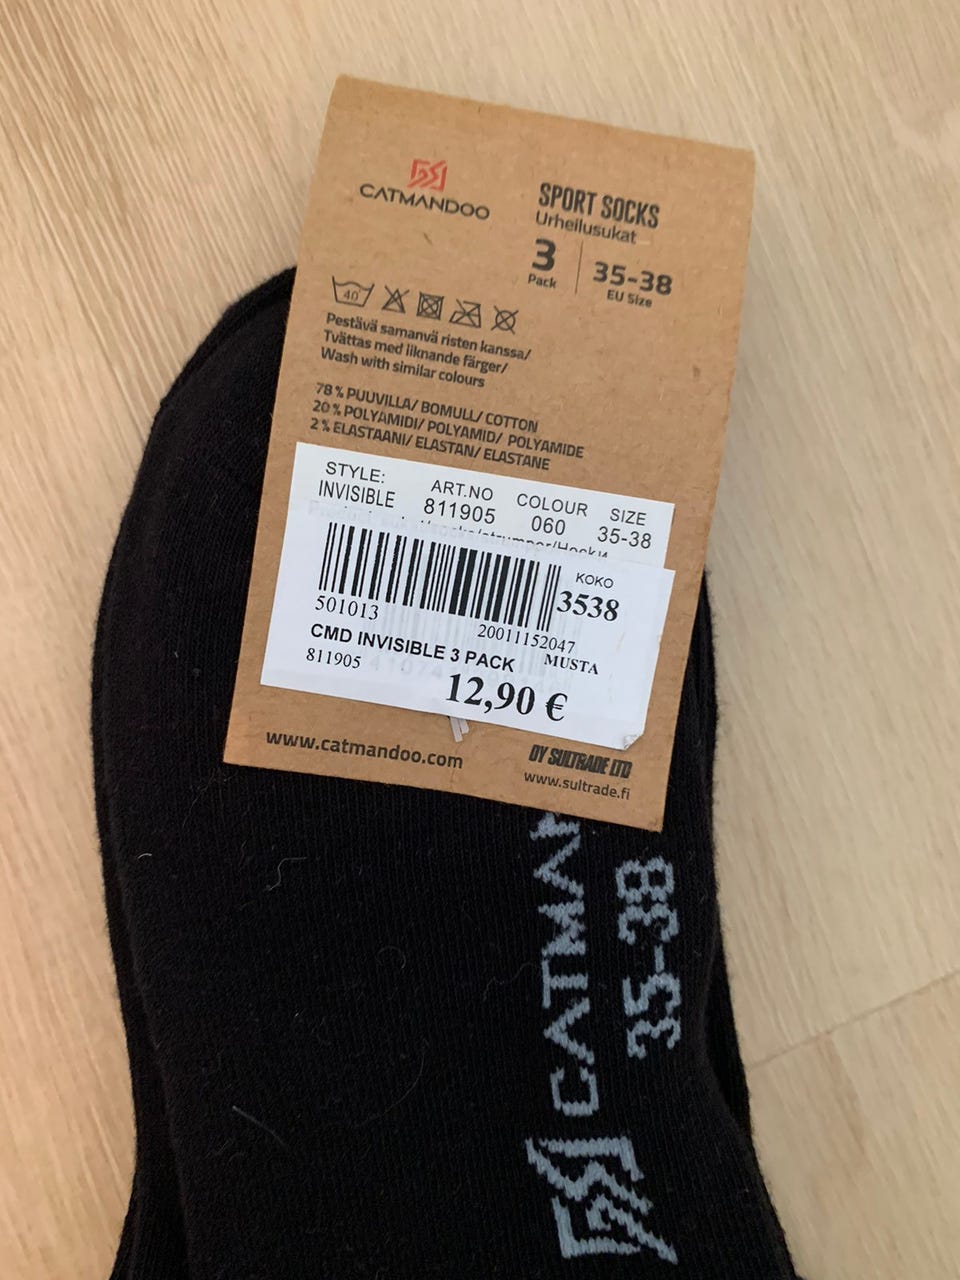 CATMANDOO
SPORT SOCKS
Urheilusukat
3
Pack
35-38
EU Size
40
Pestävä samanvä risten kanssa/
Tvättas med liknande färger/
Wash with similar colours
78 % PUUVILLA/ BOMULL/ COTTON
20 % POLYAMIDI/ POLYAMID/ POLYAMIDE
2 % ELASTAANI/ ELASTAN/ ELASTANE
STYLE: ART.NO COLOUR SIZE
INVISIBLE 811905 060 35-38
KOKO
3538
501013
20011152047
CMD INVISIBLE 3 PACK MUSTA
811905
12,90 €
www.catmandoo.com
OY SULTRADE LTD
www.sultrade.fi
CATMAN
35-38